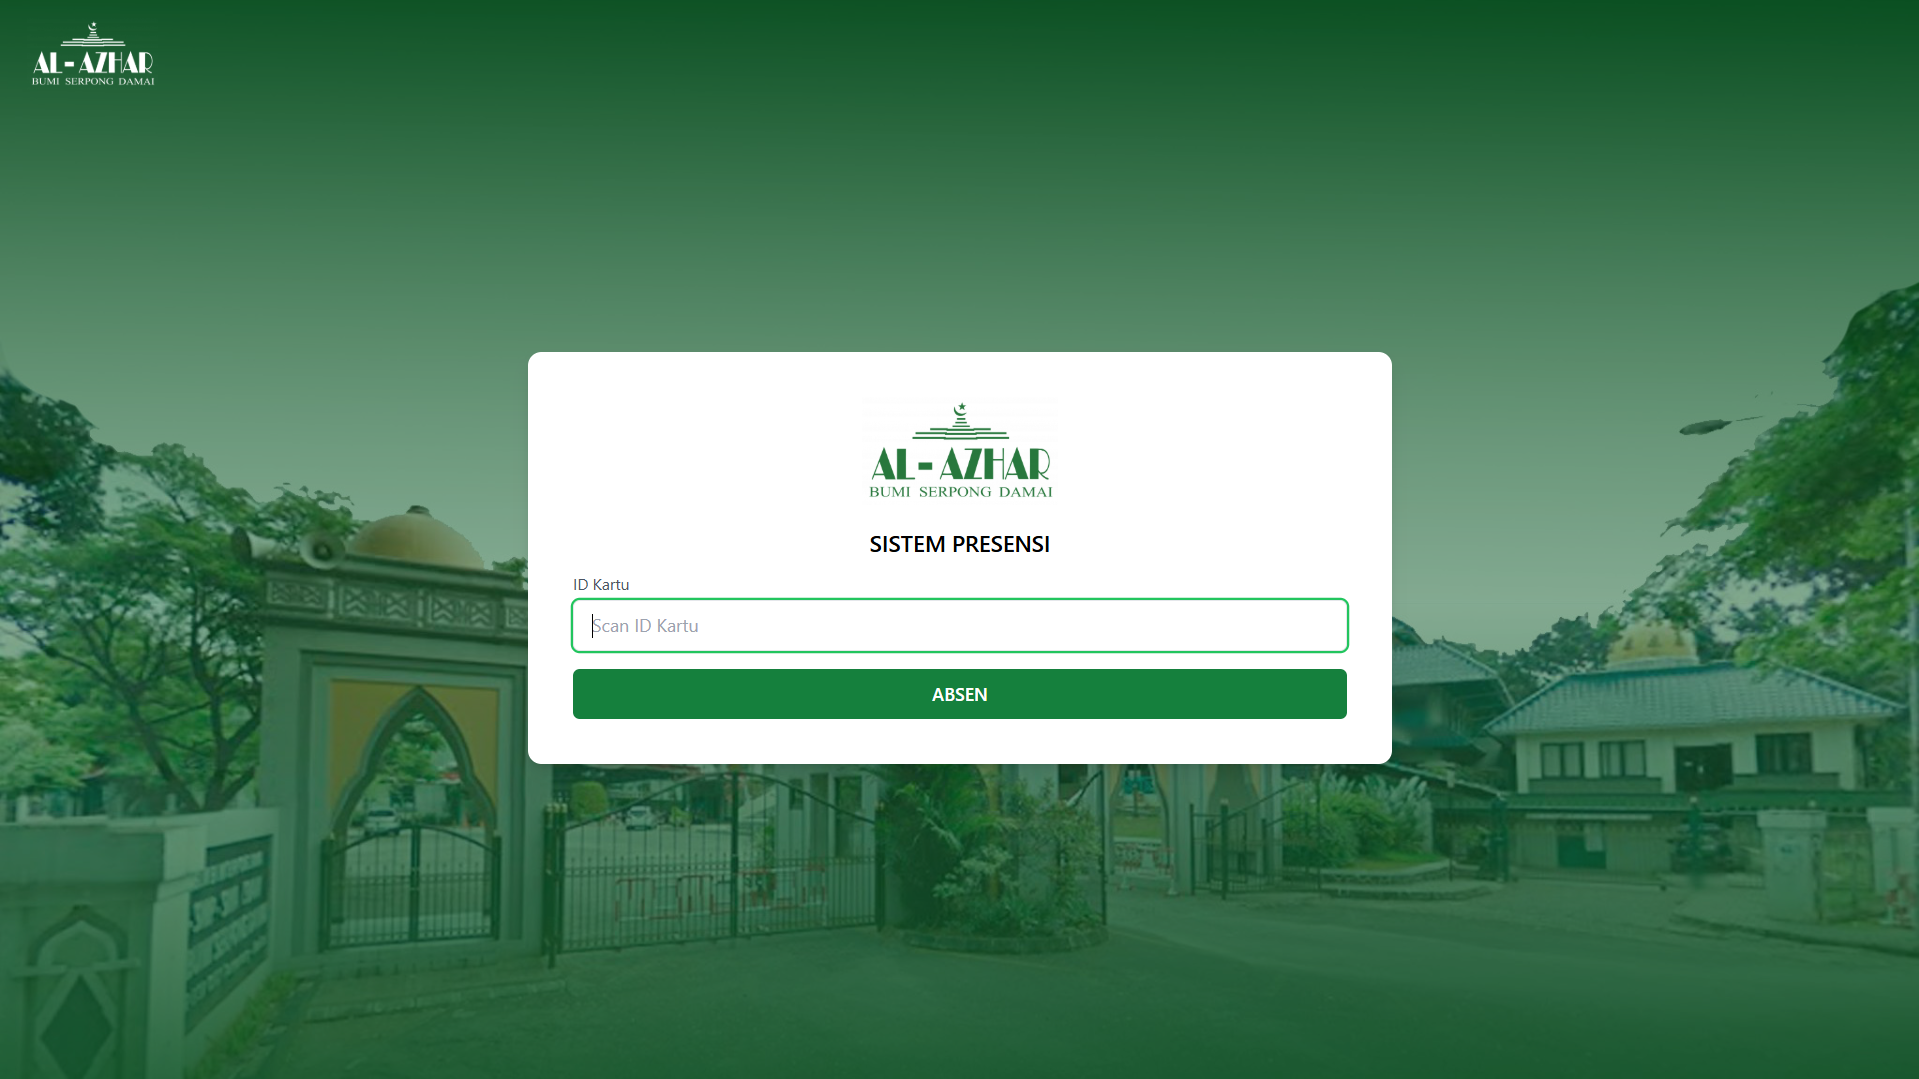 AL-AZHAR
BUMI SERPONG DAMAI
AL-AZHAR
BUMI SERPONG DAMAI
SISTEM PRESENSI
ID Kartu
Scan ID Kartu
ABSEN